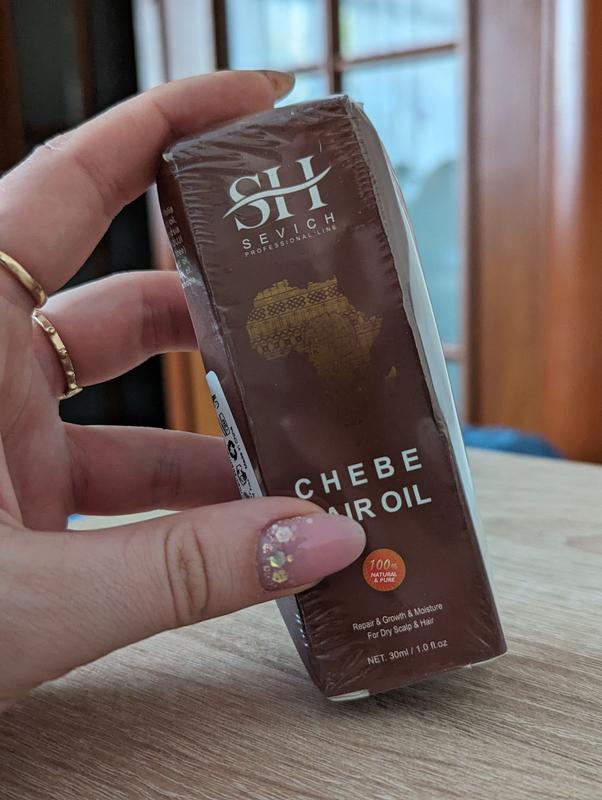 SH
SEVICH
PROFESSIONAL·LINE
CHEBE
AIR OIL
100%
NATURAL
& PURE
Repair & Growth & Moisture
For Dry Scalp & Hair
NET. 30ml / 1.0 fl.oz